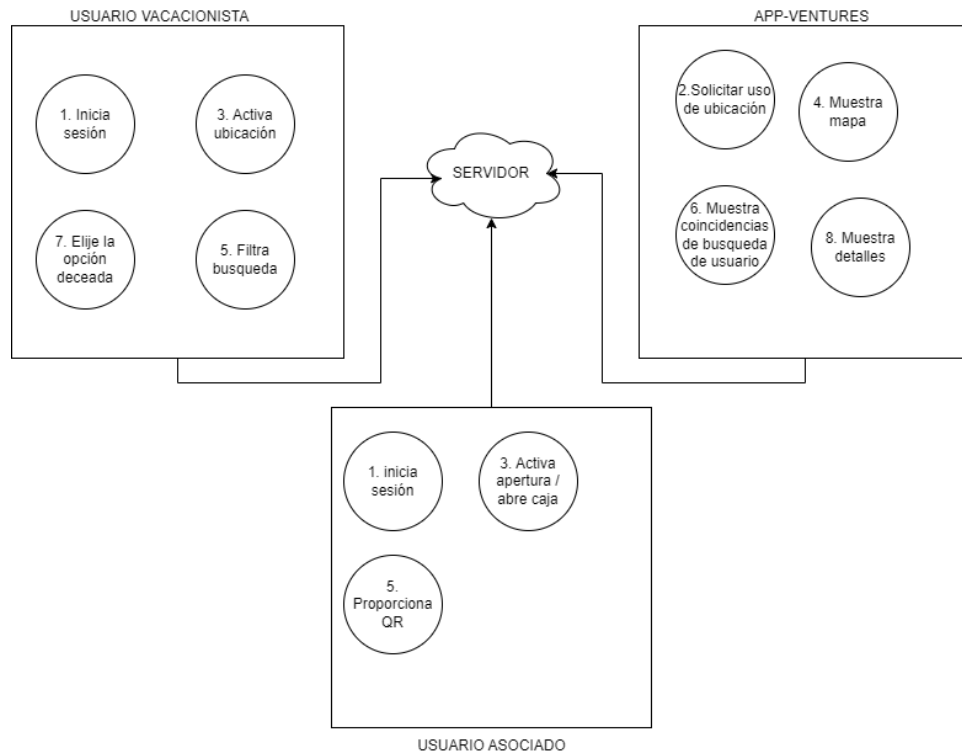 USUARIO VACACIONISTA
1. Inicia
sesión
3. Activa
ubicación
7. Elije la
opción
deceada
5. Filtra
busqueda
SERVIDOR
APP-VENTURES
2.Solicitar uso
de ubicación
4. Muestra
mapa
6. Muestra
coincidencias
de busqueda
de usuario
8. Muestra
detalles
1. inicia
sesión
3. Activa
apertura /
abre caja
5.
Proporciona
QR
USUARIO ASOCIADO